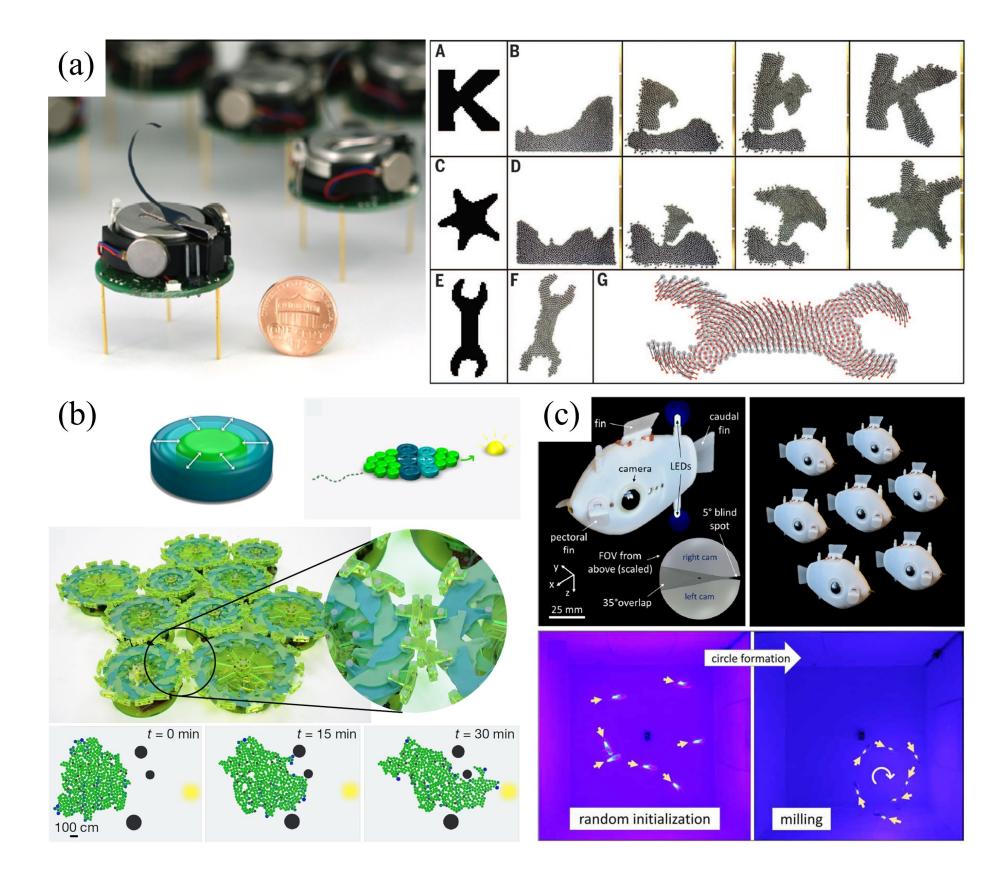 (a)
A
B
C
D
E
F
G
(b)
t = 0 min
t = 15 min
t = 30 min
100 cm
(c)
fin
caudal
fin
LEDs
camera
5° blind
spot
pectoral
fin
FOV from
above (scaled)
right cam
left cam
35°overlap
y
x
z
25 mm
circle formation
random initialization
milling